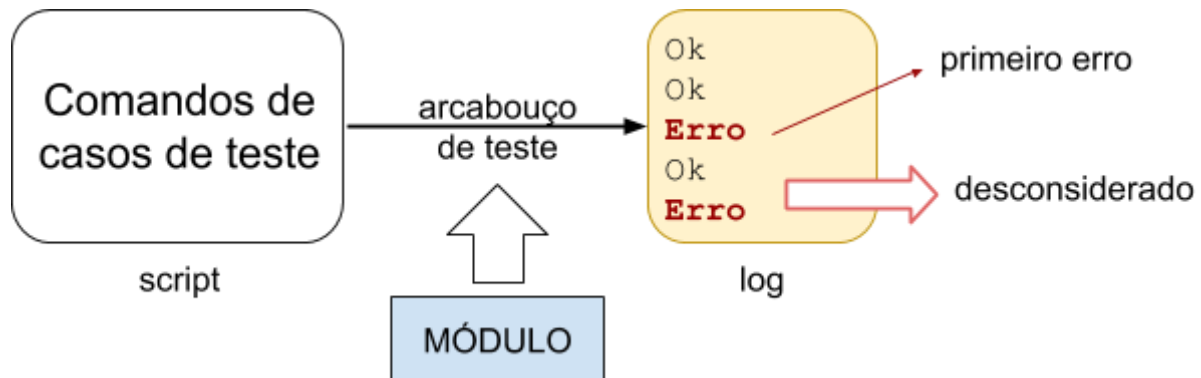 Comandos de
casos de teste
script
arcabouço
de teste
MÓDULO
Ok
Ok
Erro
Ok
Erro
log
primeiro erro
desconsiderado